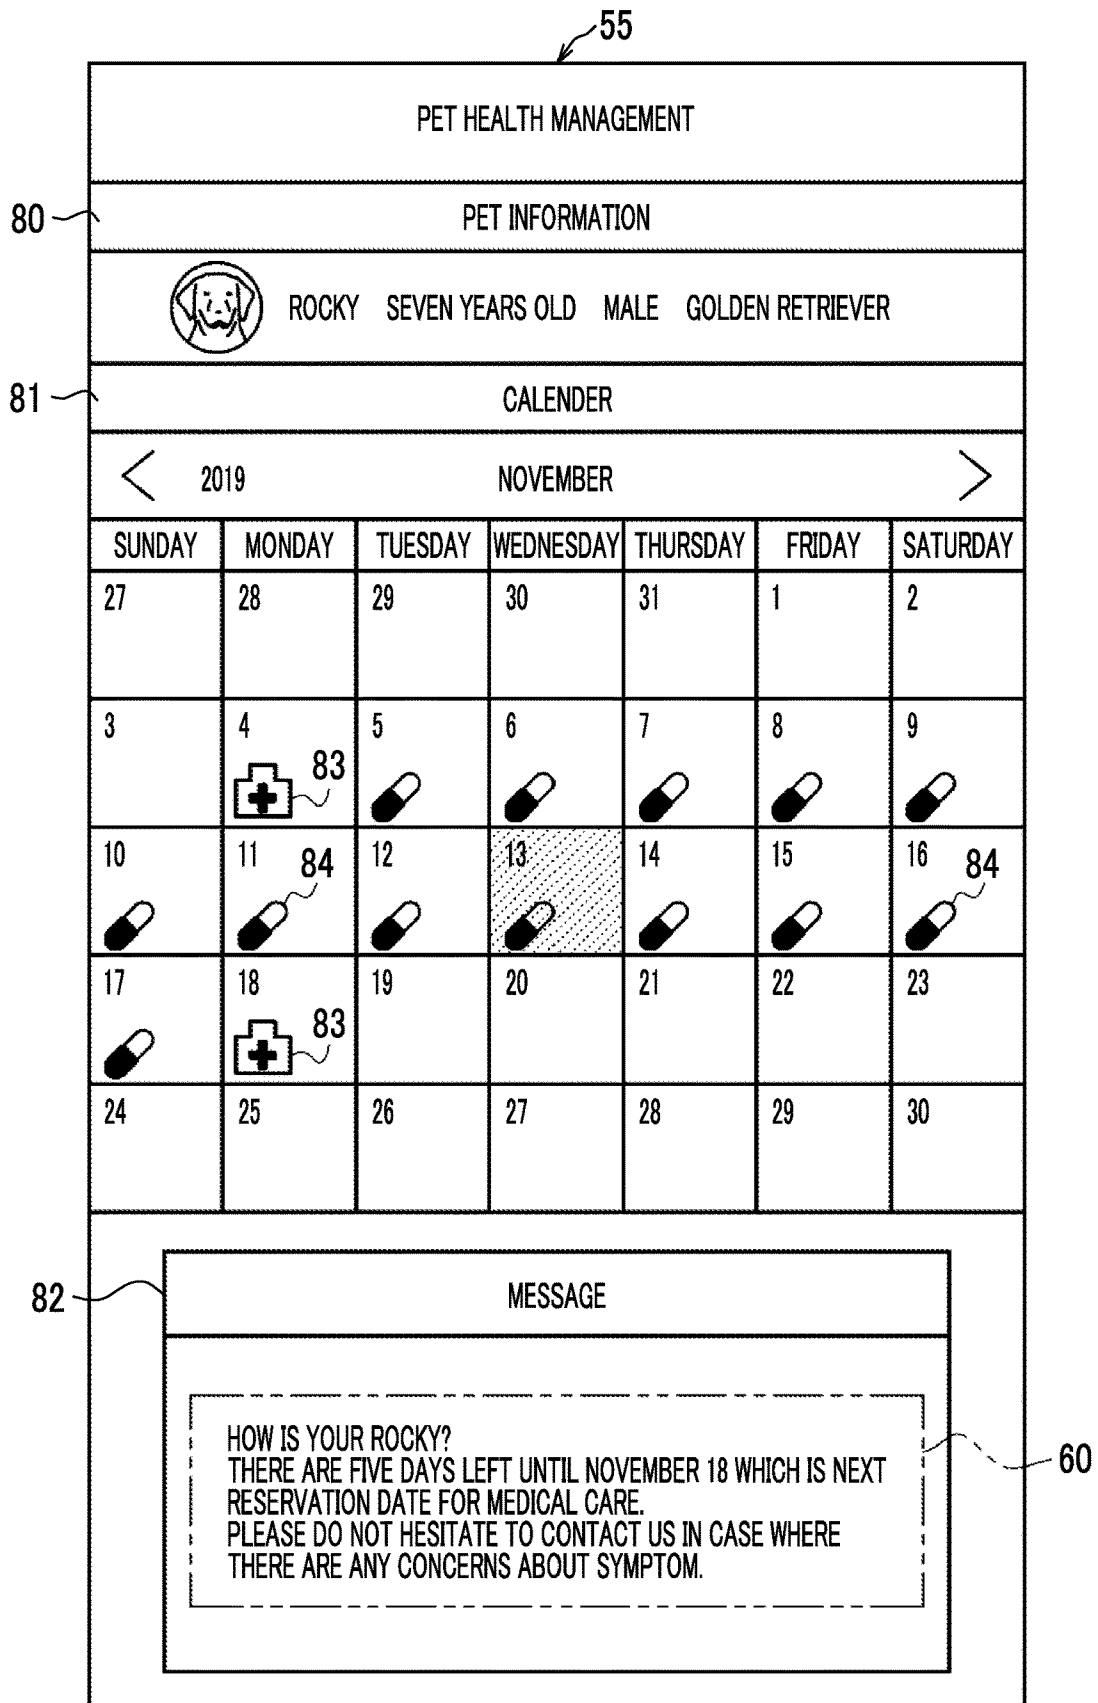 55
PET HEALTH MANAGEMENT
80
PET INFORMATION
ROCKY SEVEN YEARS OLD MALE GOLDEN RETRIEVER
81
CALENDER
2019 NOVEMBER
SUNDAY MONDAY TUESDAY WEDNESDAY THURSDAY FRIDAY SATURDAY
27 28 29 30 31 1 2
3 4 5 6 7 8 9
83
10 11 12 13 14 15 16
84 84
17 18 19 20 21 22 23
83
24 25 26 27 28 29 30
82
MESSAGE
HOW IS YOUR ROCKY?
THERE ARE FIVE DAYS LEFT UNTIL NOVEMBER 18 WHICH IS NEXT
RESERVATION DATE FOR MEDICAL CARE.
PLEASE DO NOT HESITATE TO CONTACT US IN CASE WHERE
THERE ARE ANY CONCERNS ABOUT SYMPTOM.
60